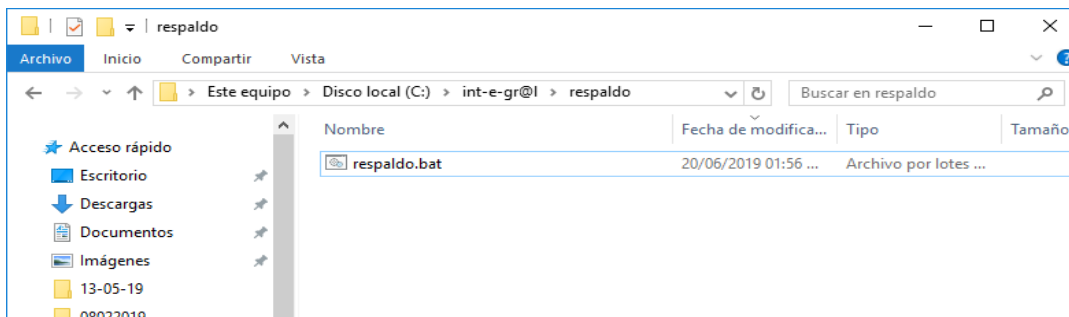 respaldo
Archivo Inicio Compartir Vista
Este equipo > Disco local (C:) > int-e-gr@l > respaldo Buscar en respaldo
Nombre Fecha de modifica... Tipo Tamaño
Acceso rápido
respaldo.bat 20/06/2019 01:56 ... Archivo por lotes ...
Escritorio
Descargas
Documentos
Imágenes
13-05-19
08022019